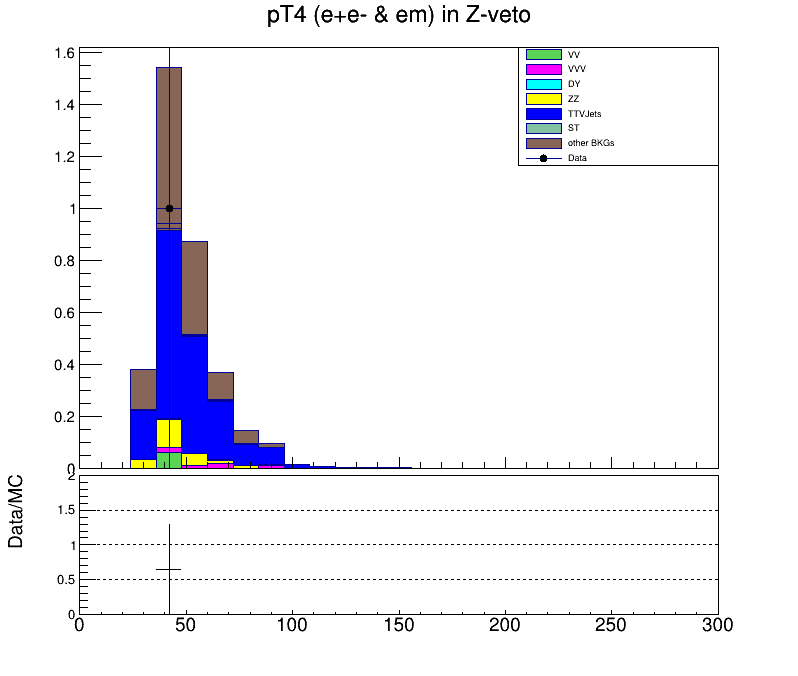 pT4 (e+e- & em) in Z-veto
1.6
1.4
1.2
1
0.8
0.6
0.4
0.2
0
VV
VVV
DY
ZZ
TTVJets
ST
other BKGs
Data
Data/MC
2
1.5
1
0.5
0
0 50 100 150 200 250 300